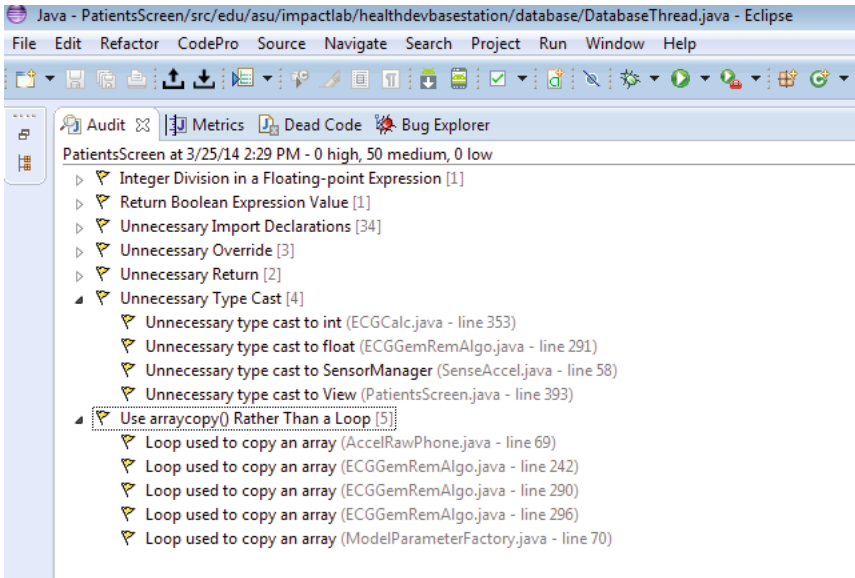 Java - PatientsScreen/src/edu/asu/impactlab/healthdevbasestation/database/DatabaseThread.java - Eclipse
File Edit Refactor CodePro Source Navigate Search Project Run Window Help
Audit Metrics Dead Code Bug Explorer
PatientsScreen at 3/25/14 2:29 PM - 0 high, 50 medium, 0 low
Integer Division in a Floating-point Expression [1]
Return Boolean Expression Value [1]
Unnecessary Import Declarations [34]
Unnecessary Override [3]
Unnecessary Return [2]
Unnecessary Type Cast [4]
Unnecessary type cast to int (ECGCalc.java - line 353)
Unnecessary type cast to float (ECGGemRemAlgo.java - line 291)
Unnecessary type cast to SensorManager (SenseAccel.java - line 58)
Unnecessary type cast to View (PatientsScreen.java - line 393)
Use arraycopy() Rather Than a Loop [5]
Loop used to copy an array (AccelRawPhone.java - line 69)
Loop used to copy an array (ECGGemRemAlgo.java - line 242)
Loop used to copy an array (ECGGemRemAlgo.java - line 290)
Loop used to copy an array (ECGGemRemAlgo.java - line 296)
Loop used to copy an array (ModelParameterFactory.java - line 70)